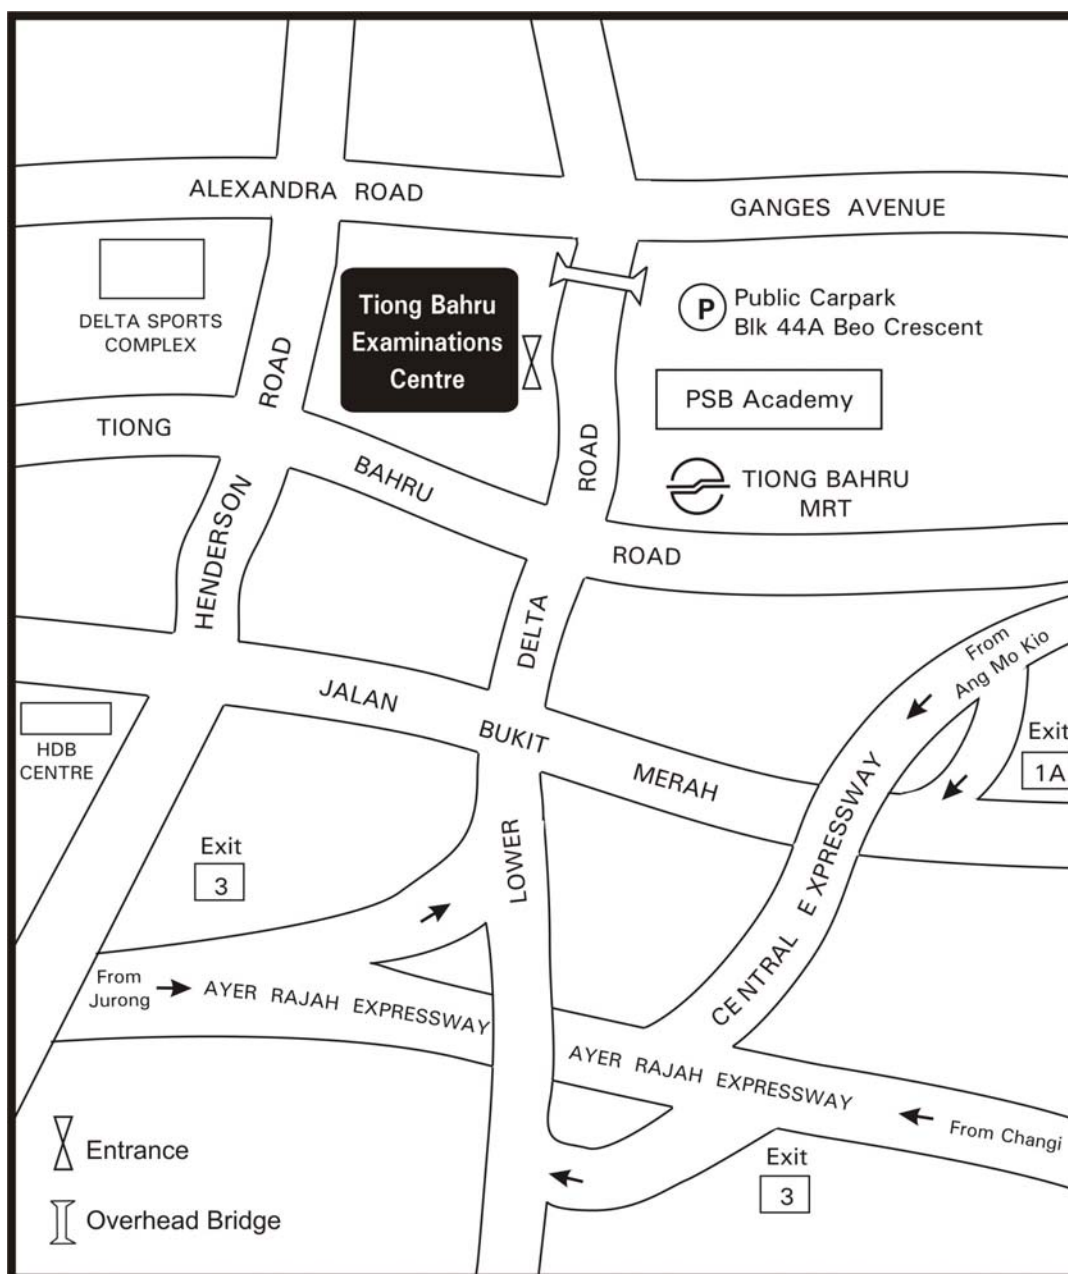 ALEXANDRA ROAD
GANGES AVENUE
DELTA SPORTS
COMPLEX
Tiong Bahru
Examinations
Centre
P
Public Carpark
Blk 44A Beo Crescent
PSB Academy
ROAD
ROAD
TIONG
BAHRU
TIONG BAHRU
MRT
ROAD
HENDERSON
DELTA
From
Ang Mo Kio
JALAN
BUKIT
MERAH
HDB
CENTRE
Exit
1A
Exit
3
LOWER
CENTRAL EXPRESSWAY
From
Jurong
AYER RAJAH EXPRESSWAY
AYER RAJAH EXPRESSWAY
From Changi
Exit
3
Entrance
Overhead Bridge